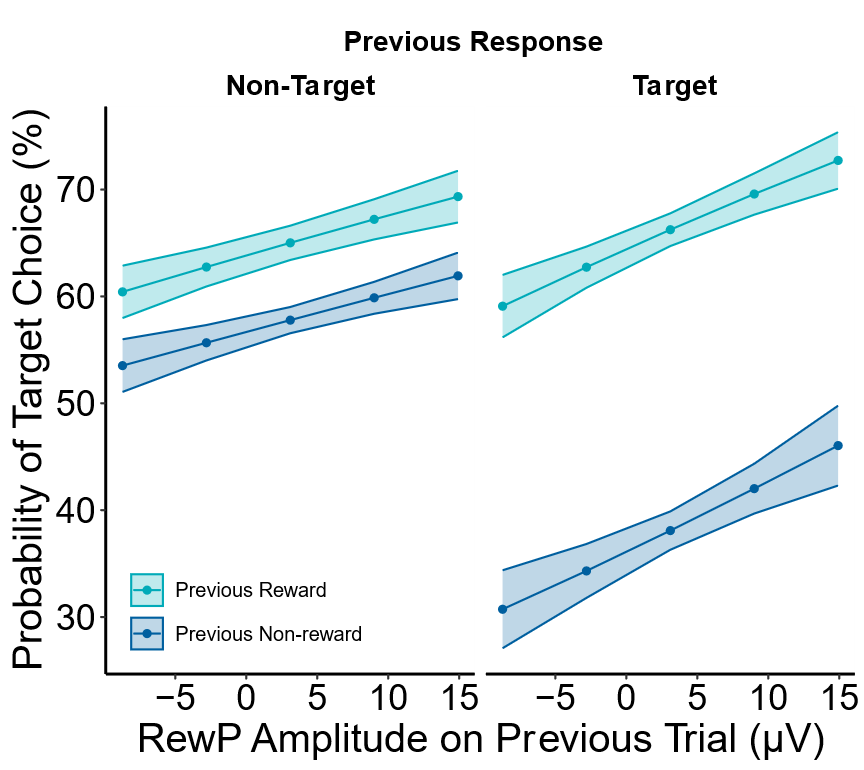 Previous Response
Non-Target
Target
Probability of Target Choice (%)
70
60
50
40
30
Previous Reward
Previous Non-reward
−5 0 5 10 15
−5 0 5 10 15
RewP Amplitude on Previous Trial (µV)